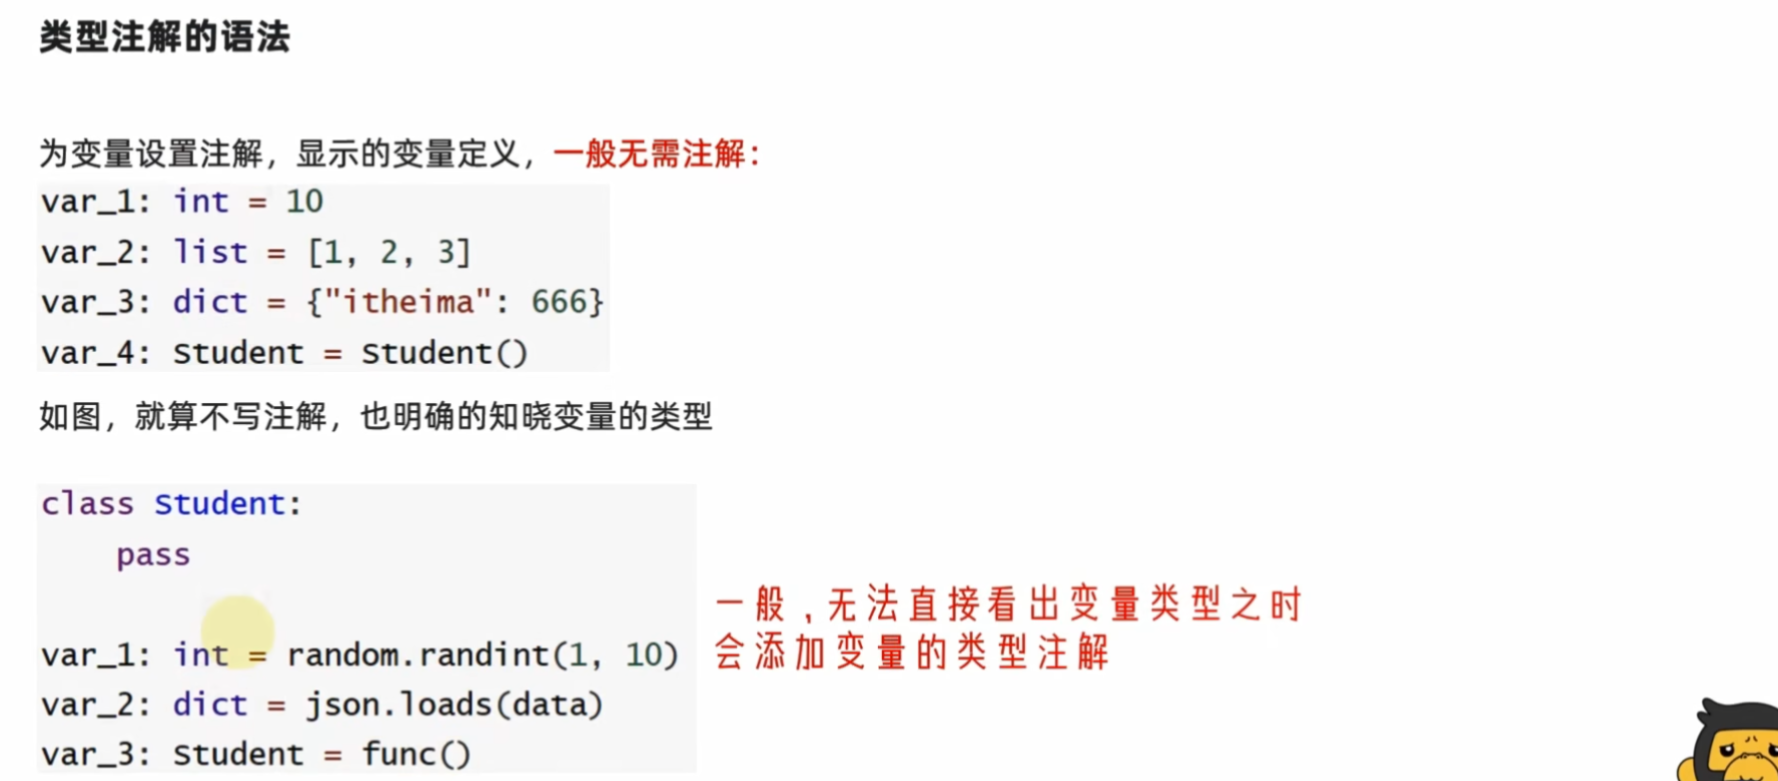 类型注解的语法
为变量设置注解，显示的变量定义，一般无需注解：
var_1: int = 10
var_2: list = [1, 2, 3]
var_3: dict = {"itheima": 666}
var_4: Student = Student()
如图，就算不写注解，也明确的知晓变量的类型
class Student:
    pass
var_1: int = random.randint(1, 10)
var_2: dict = json.loads(data)
var_3: Student = func()
一般，无法直接看出变量类型之时
会添加变量的类型注解